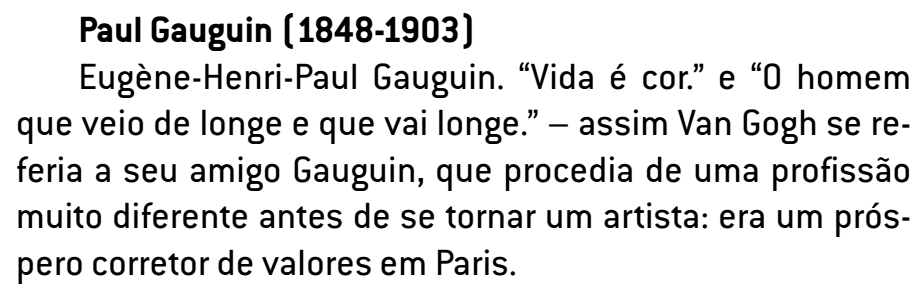 Paul Gauguin (1848-1903)
Eugène-Henri-Paul Gauguin. “Vida é cor.” e “O homem
que veio de longe e que vai longe.” – assim Van Gogh se re-
feria a seu amigo Gauguin, que procedia de uma profissão
muito diferente antes de se tornar um artista: era um prós-
pero corretor de valores em Paris.